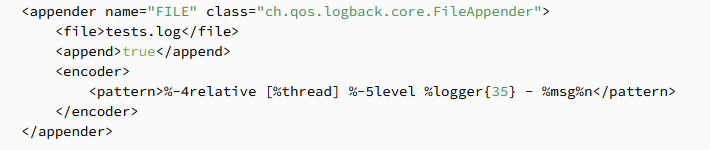 <appender name="FILE" class="ch.qos.logback.core.FileAppender">
    <file>tests.log</file>
    <append>true</append>
    <encoder>
        <pattern>%-4relative [%thread] %-5level %logger{35} - %msg%n</pattern>
    </encoder>
</appender>